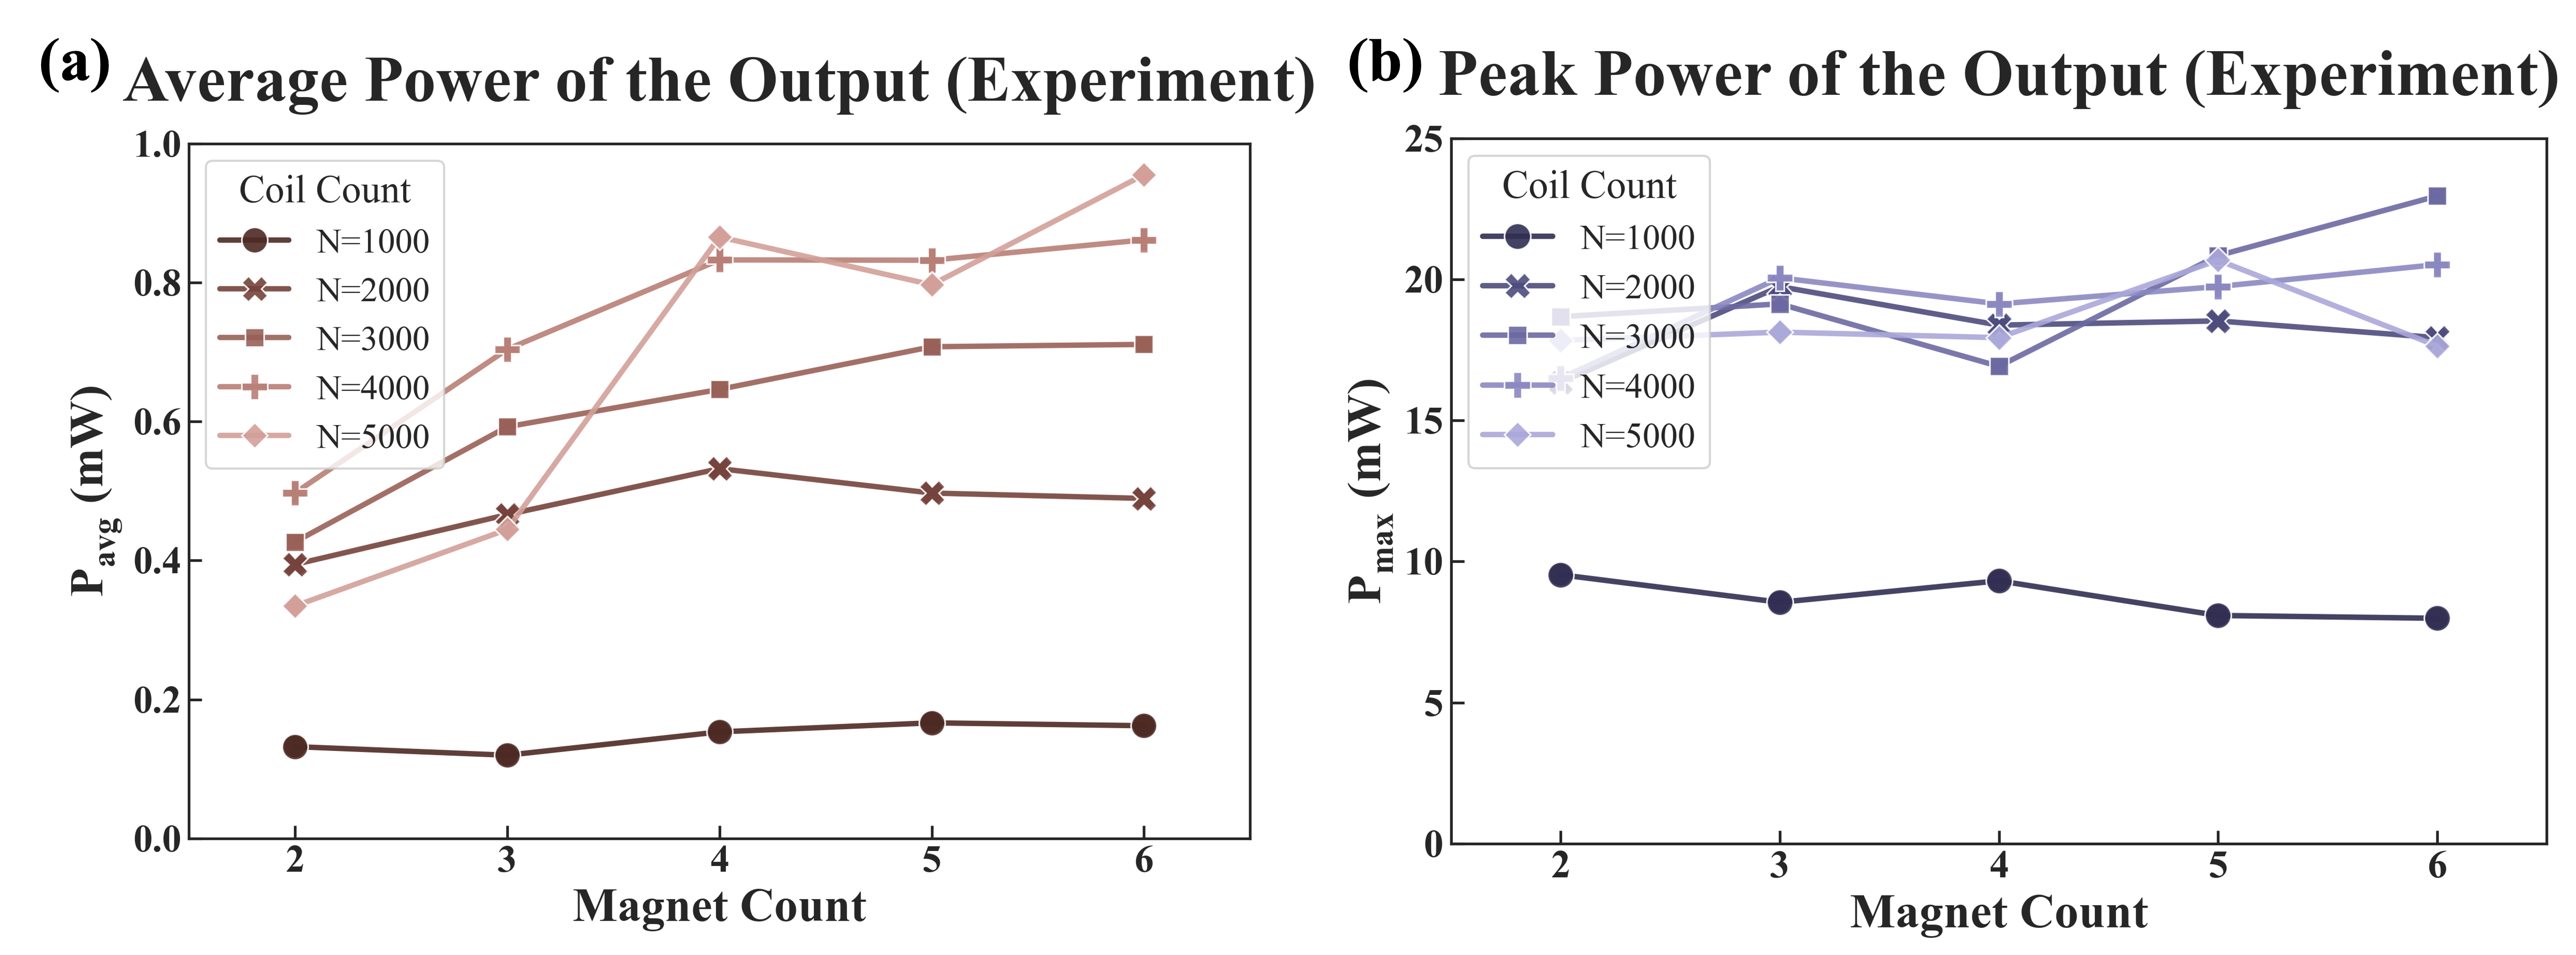 (a) Average Power of the Output (Experiment)
1.0
0.8
0.6
0.4
0.2
0.0
P avg (mW)
Coil Count
N=1000
N=2000
N=3000
N=4000
N=5000
2 3 4 5 6
Magnet Count
(b) Peak Power of the Output (Experiment)
25
20
15
10
5
0
P max (mW)
Coil Count
N=1000
N=2000
N=3000
N=4000
N=5000
2 3 4 5 6
Magnet Count